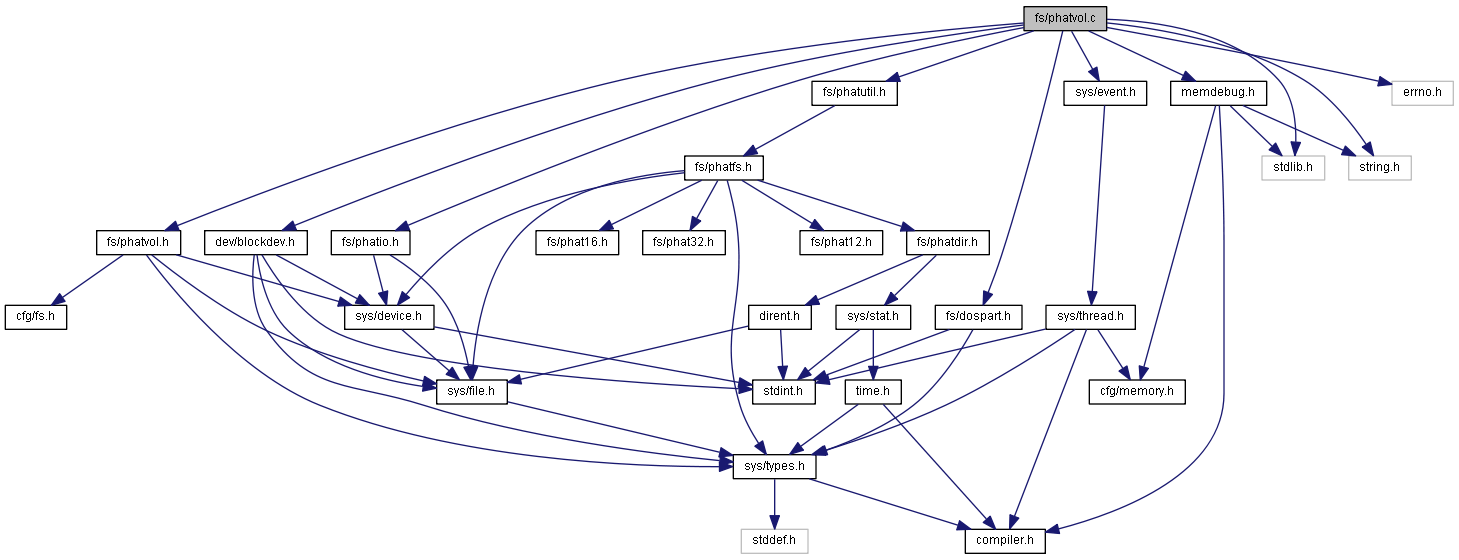 fs/phatvol.c
fs/phatutil.h
sys/event.h
memdebug.h
errno.h
fs/phatfs.h
stdlib.h
string.h
fs/phatvol.h
dev/blockdev.h
fs/phatio.h
fs/phat16.h
fs/phat32.h
fs/phat12.h
fs/phatdir.h
cfg/fs.h
sys/device.h
dirent.h
sys/stat.h
fs/dospart.h
sys/thread.h
sys/file.h
stdint.h
time.h
cfg/memory.h
sys/types.h
stddef.h
compiler.h